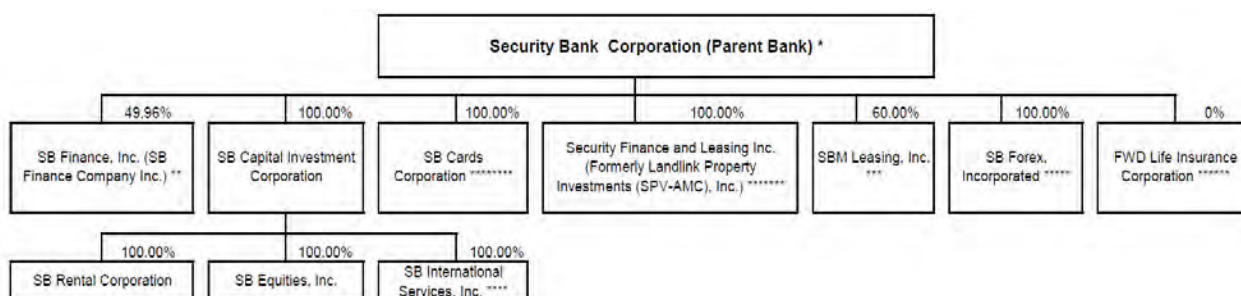 Security Bank Corporation (Parent Bank) *
49.96%
100.00%
100.00%
100.00%
60.00%
100.00%
0%
SB Finance, Inc. (SB
Finance Company Inc.) **
SB Capital Investment
Corporation
SB Cards
Corporation ********
Security Finance and Leasing Inc.
(Formerly Landlink Property
Investments (SPV-AMC), Inc.) *******
SBM Leasing, Inc.
***
SB Forex,
Incorporated *****
FWD Life Insurance
Corporation ******
100.00%
100.00%
100.00%
SB Rental Corporation
SB Equities, Inc.
SB International
Services, Inc. ****